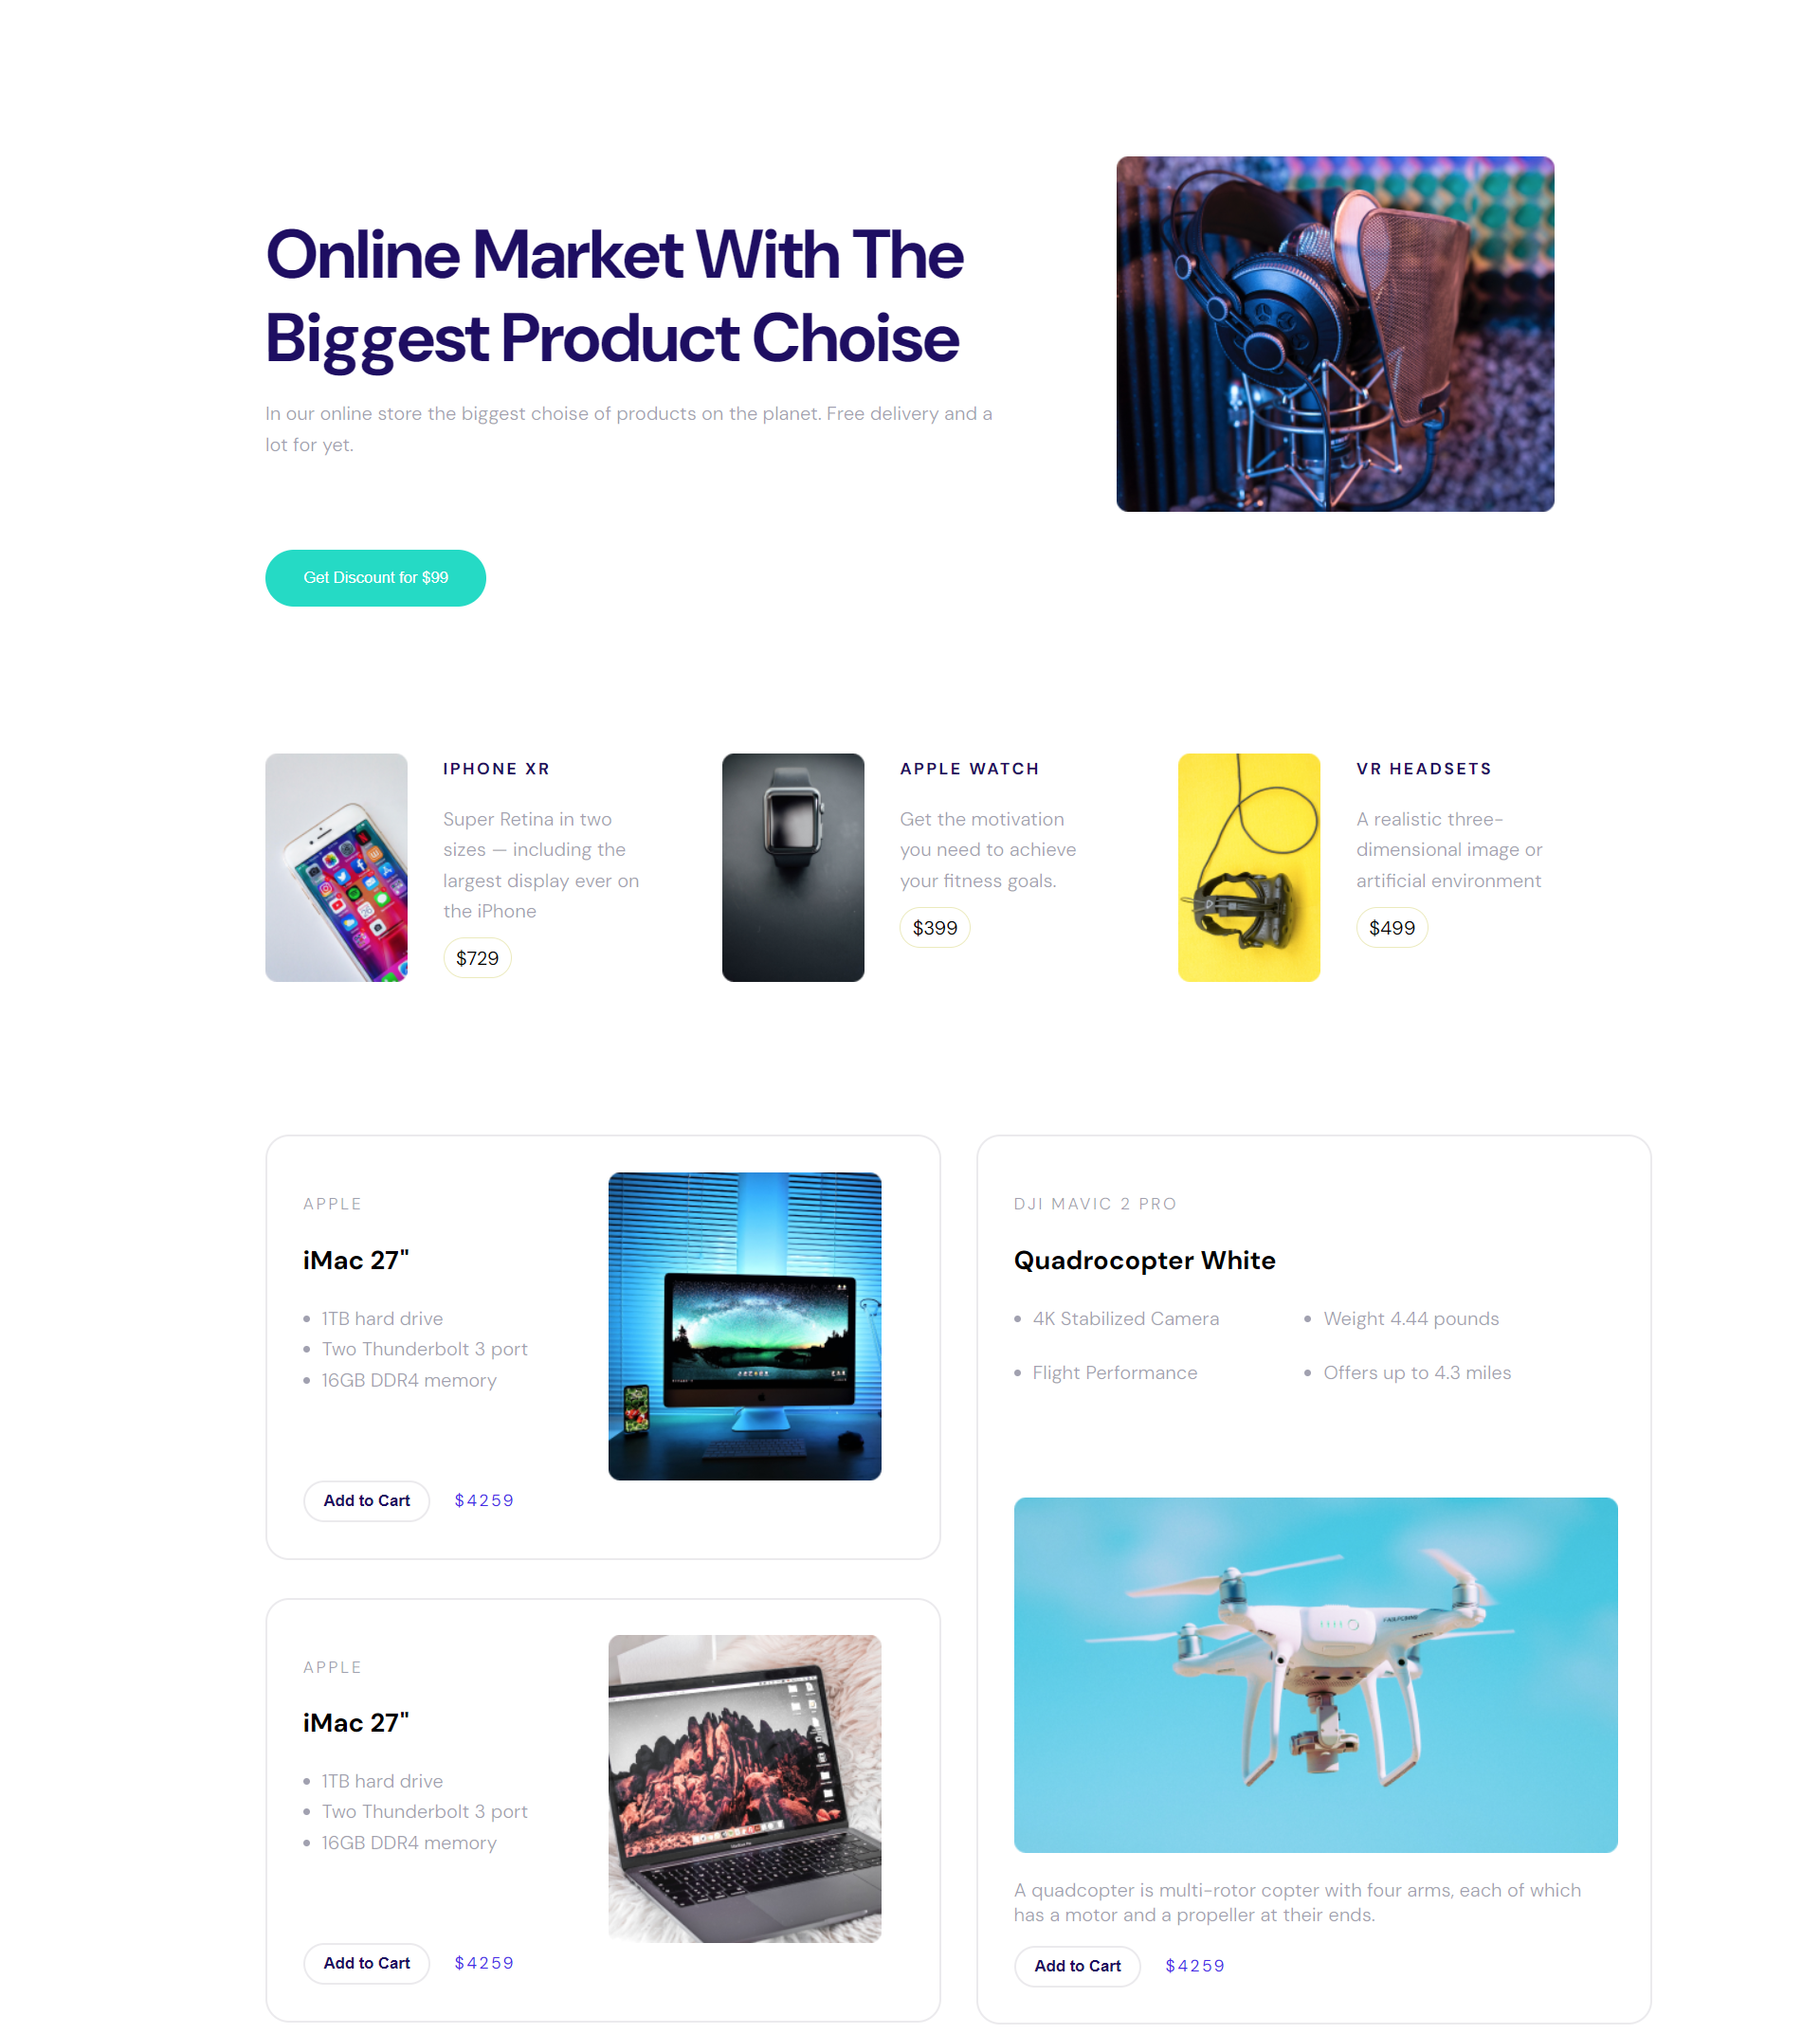 Online Market With The
Biggest Product Choise
In our online store the biggest choise of products on the planet. Free delivery and a
lot for yet.
Get Discount for $99
IPHONE XR
Super Retina in two
sizes — including the
largest display ever on
the iPhone
$729
APPLE WATCH
Get the motivation
you need to achieve
your fitness goals.
$399
VR HEADSETS
A realistic three-
dimensional image or
artificial environment
$499
APPLE
iMac 27"
1TB hard drive
Two Thunderbolt 3 port
16GB DDR4 memory
Add to Cart
$4259
APPLE
iMac 27"
1TB hard drive
Two Thunderbolt 3 port
16GB DDR4 memory
Add to Cart
$4259
DJI MAVIC 2 PRO
Quadrocopter White
4K Stabilized Camera
Weight 4.44 pounds
Flight Performance
Offers up to 4.3 miles
A quadcopter is multi-rotor copter with four arms, each of which
has a motor and a propeller at their ends.
Add to Cart
$4259